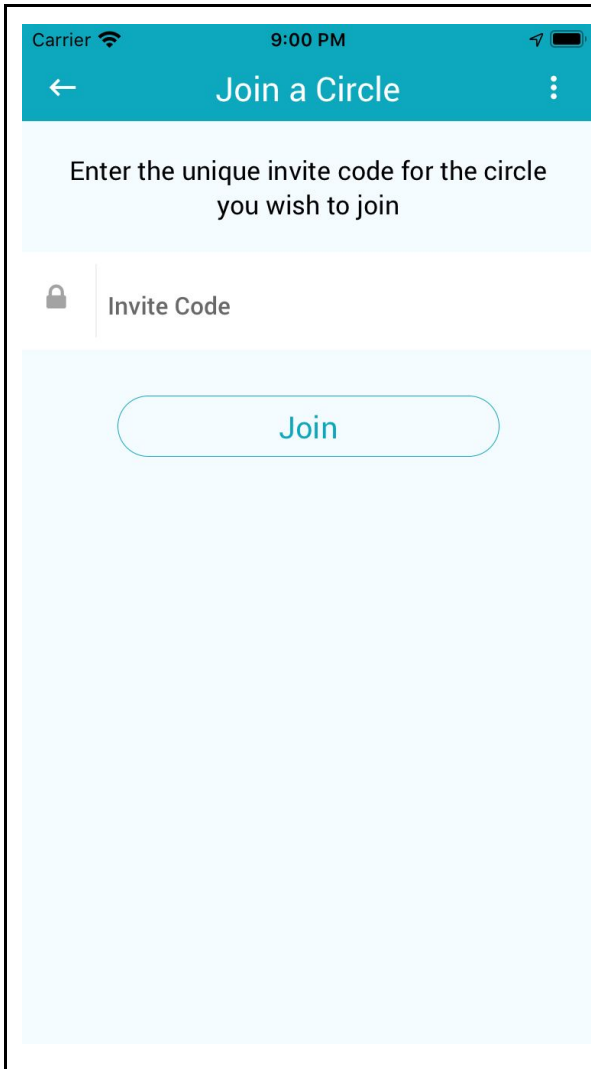 Carrier 9:00 PM
Join a Circle
Enter the unique invite code for the circle
you wish to join
Invite Code
Join